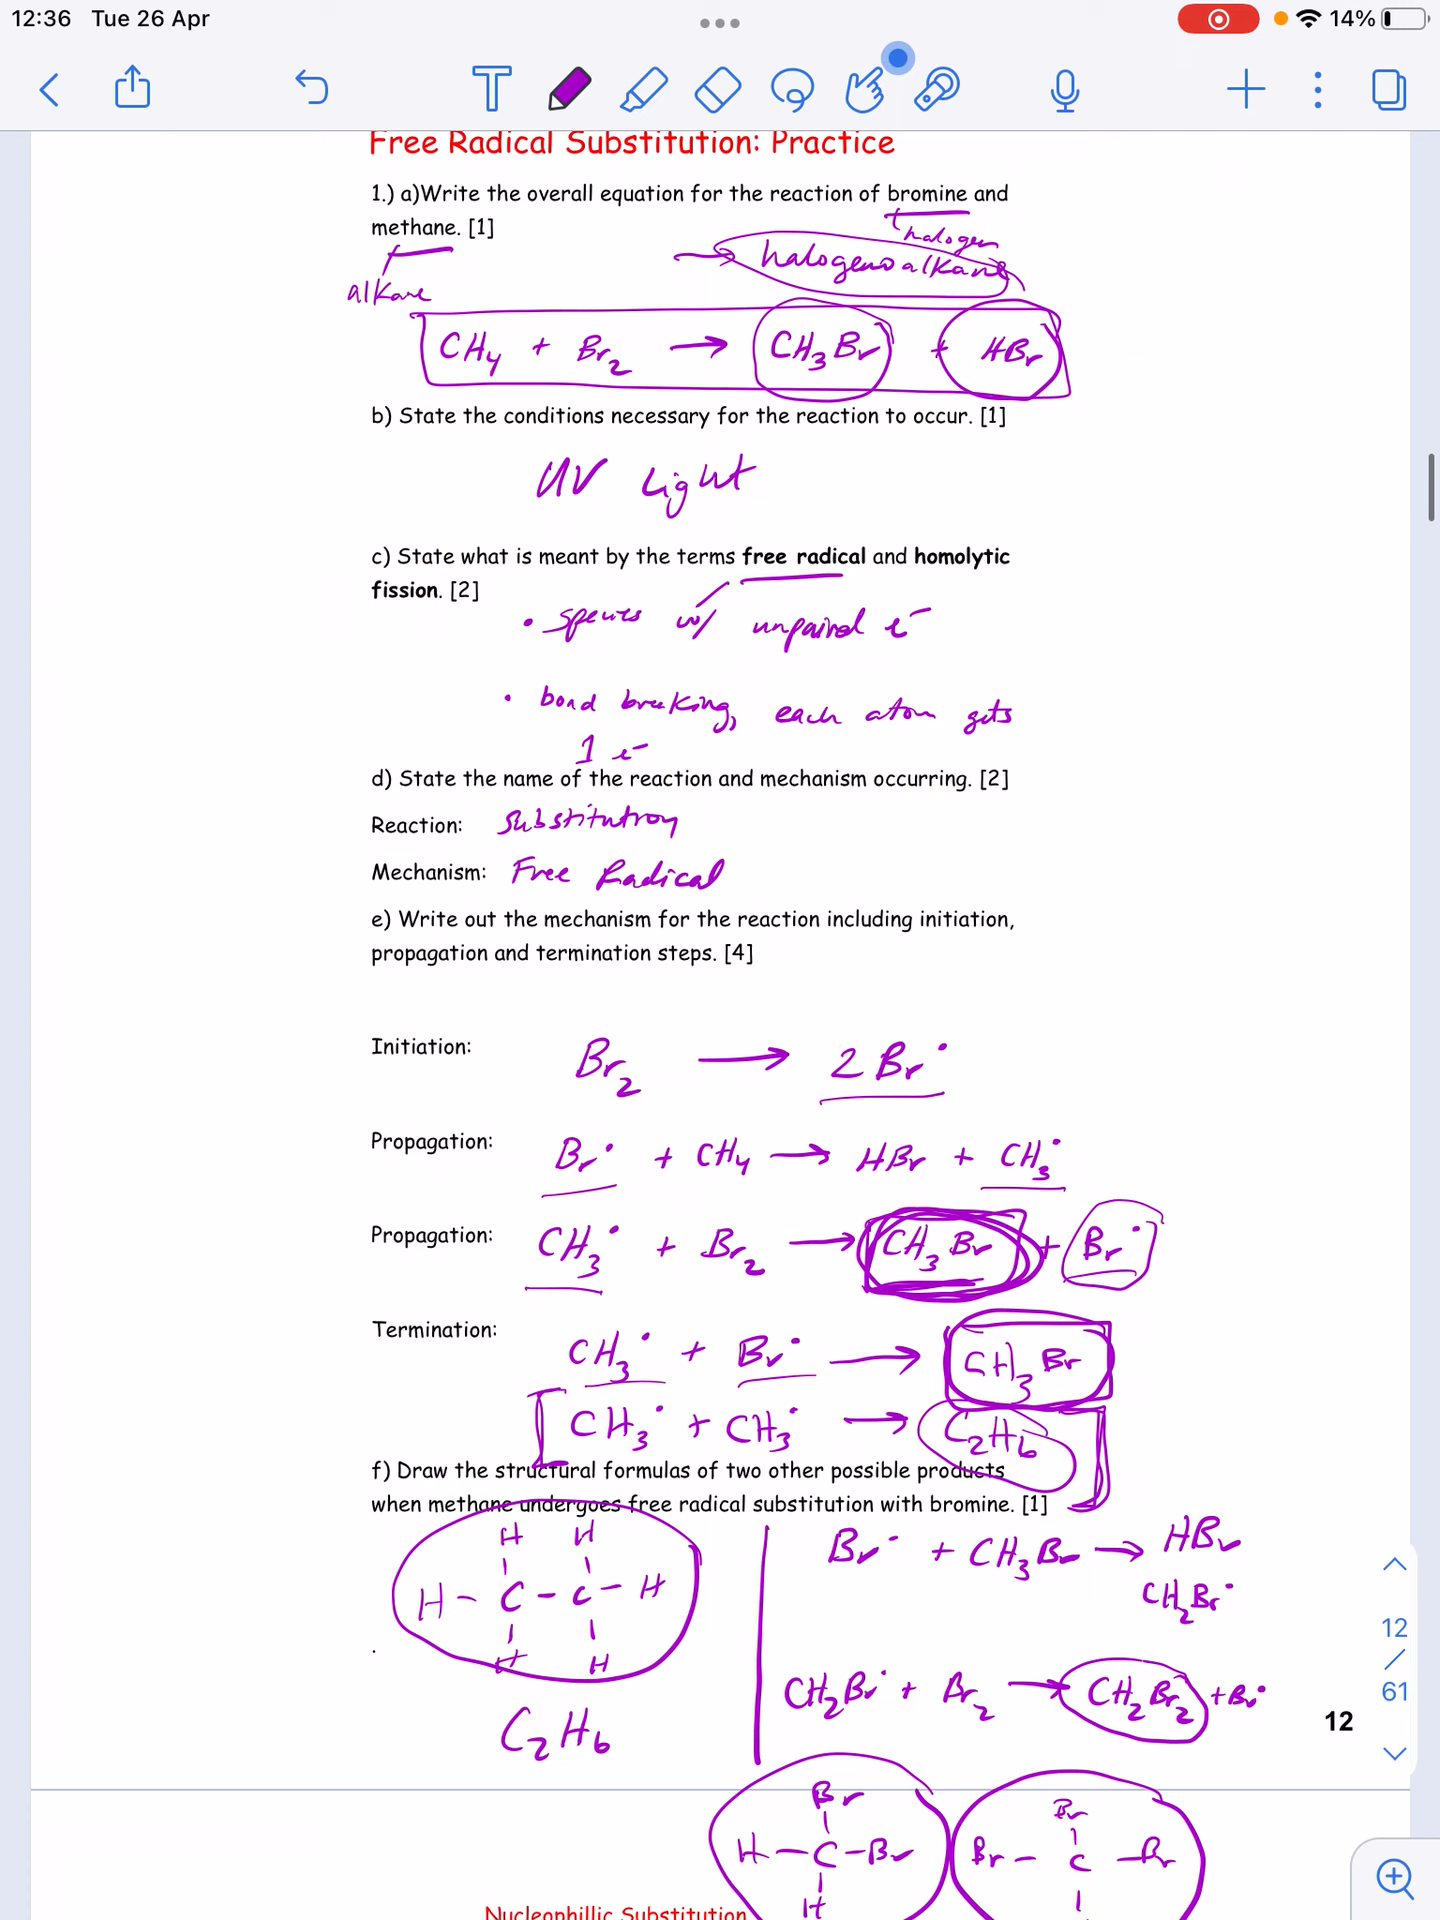 12:36 Tue 26 Apr
14%
Free Radical Substitution: Practice
1.) a)Write the overall equation for the reaction of bromine and
methane. [1]
halogen
halogenoalkane
alkane
CH₄ + Br₂ → CH₃Br + HBr
b) State the conditions necessary for the reaction to occur. [1]
UV Light
c) State what is meant by the terms free radical and homolytic
fission. [2]
• species w/ unpaired e⁻
• bond breaking, each atom gets
1 e⁻
d) State the name of the reaction and mechanism occurring. [2]
Reaction: Substitution
Mechanism: Free Radical
e) Write out the mechanism for the reaction including initiation,
propagation and termination steps. [4]
Initiation: Br₂ → 2 Br•
Propagation: Br• + CH₄ → HBr + CH₃•
Propagation: CH₃• + Br₂ → CH₃Br + Br•
Termination: CH₃• + Br• → CH₃Br
CH₃• + CH₃• → C₂H₆
f) Draw the structural formulas of two other possible products
when methane undergoes free radical substitution with bromine. [1]
H H
H - C - C - H
H H
C₂H₆
Br• + CH₃Br → HBr
CH₂Br•
CH₂Br• + Br₂ → CH₂Br₂ + Br•
12
/
61
12
Br
H - C - Br
H
Br
Br - C - Br
Nucleophillic Substitution